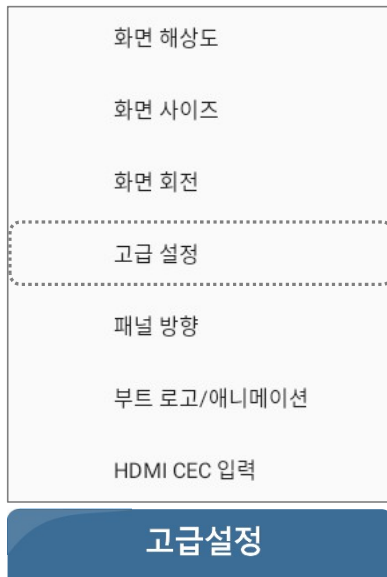 화면 해상도
화면 사이즈
화면 회전
고급 설정
패널 방향
부트 로고/애니메이션
HDMI CEC 입력
고급설정